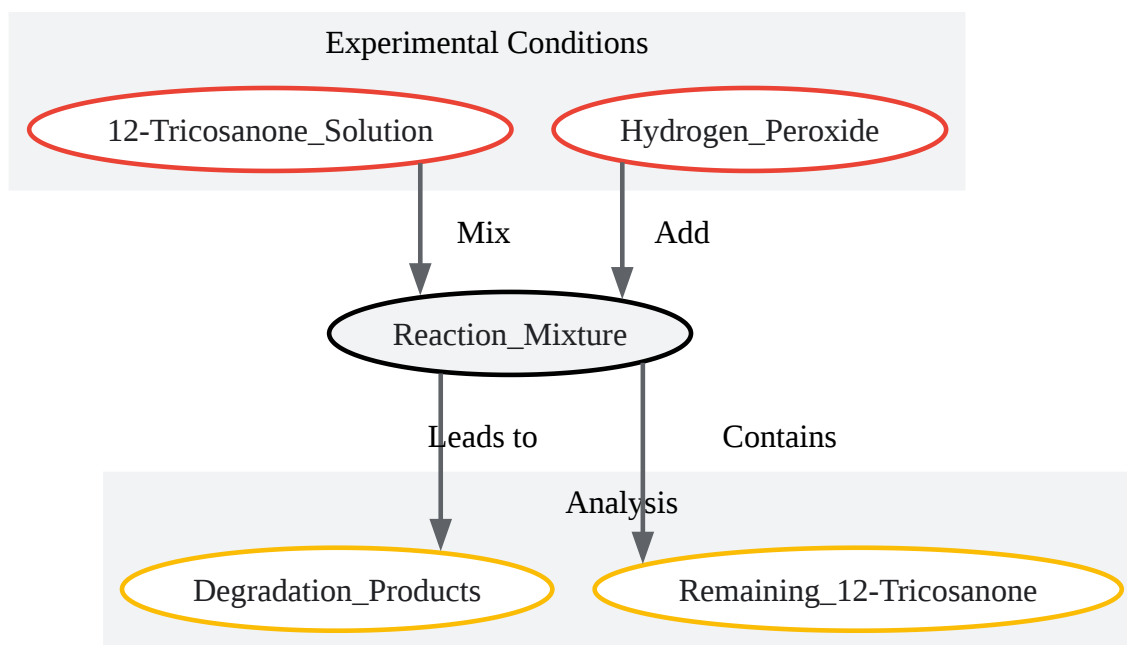 Experimental Conditions
12-Tricosanone_Solution
Hydrogen_Peroxide
Mix
Add
Reaction_Mixture
Leads to
Contains
Analysis
Degradation_Products
Remaining_12-Tricosanone